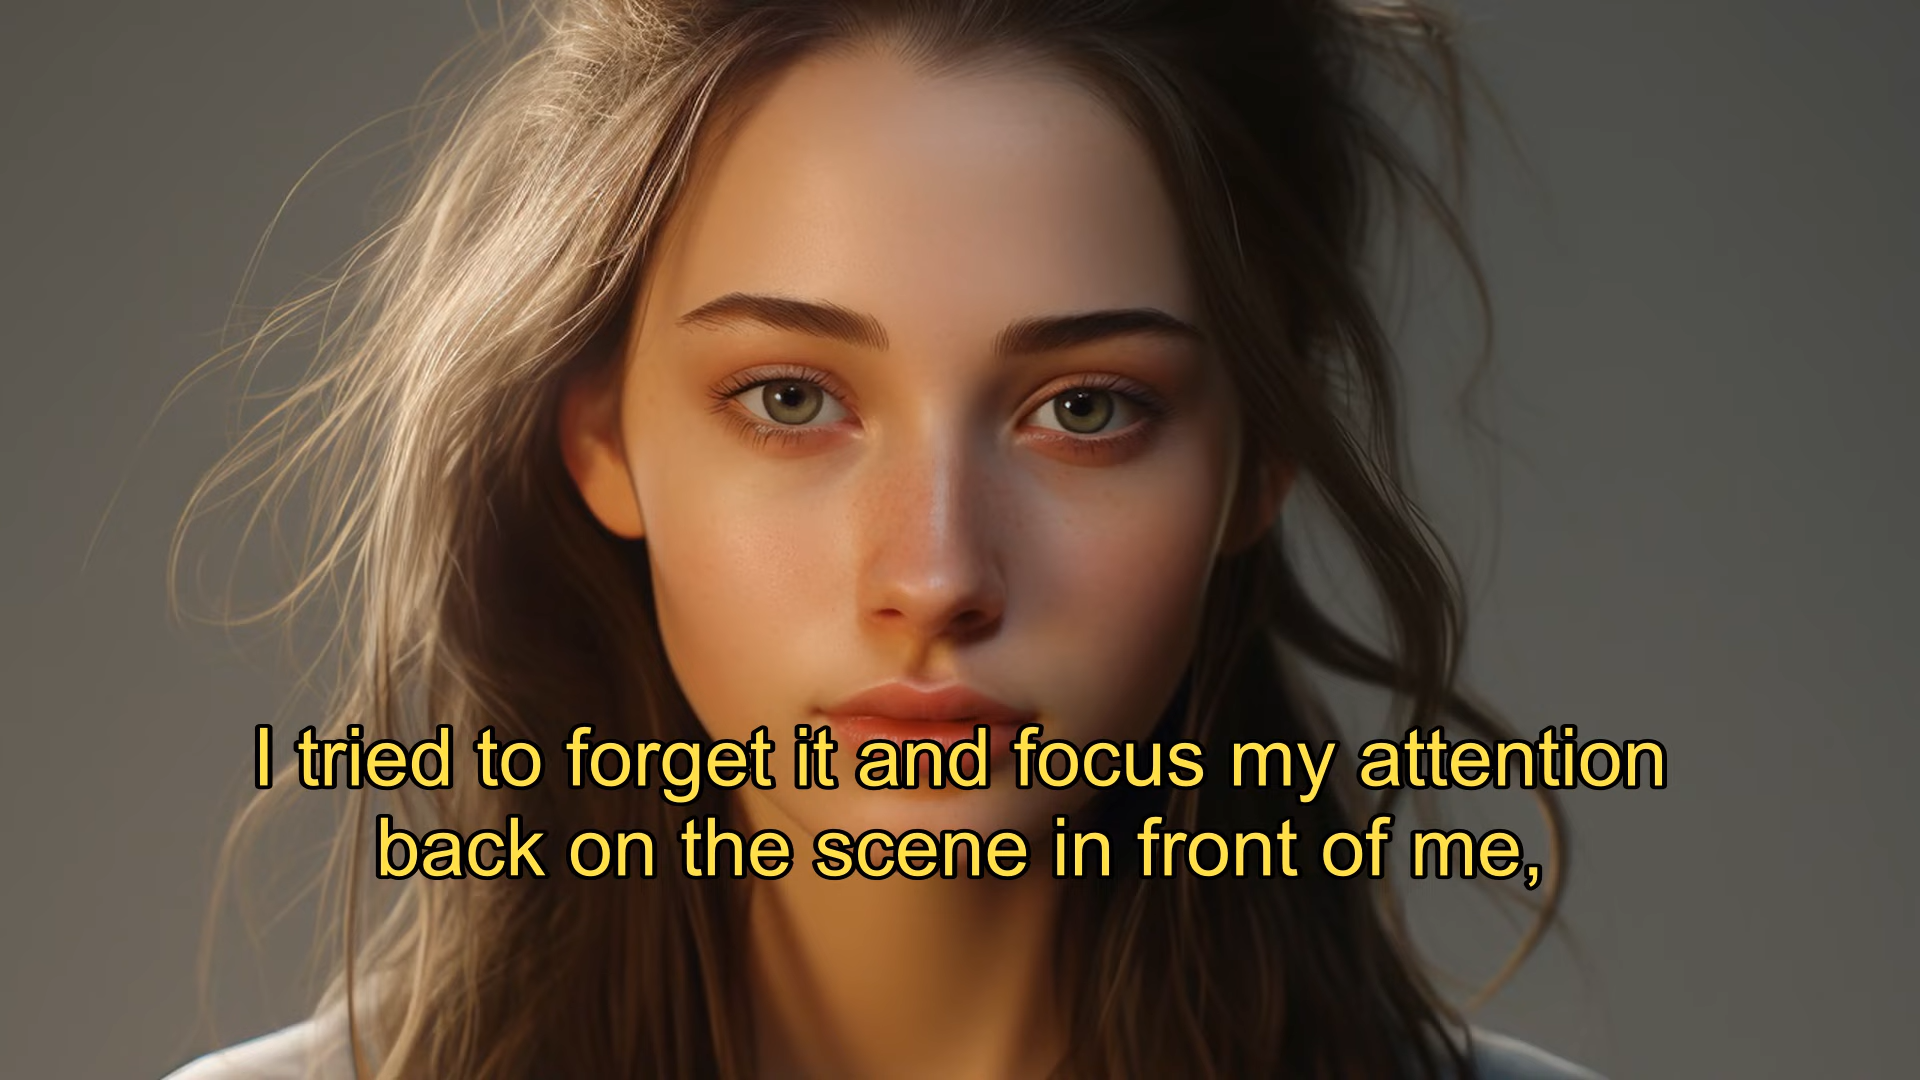 I tried to forget it and focus my attention
back on the scene in front of me,